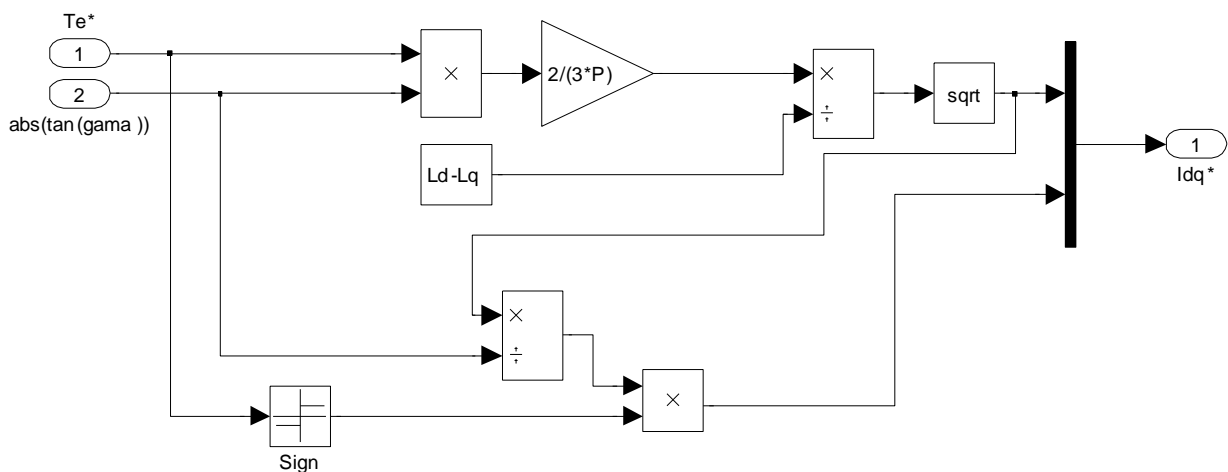 Te*
1
2
abs(tan(gama ))
×
2/(3*P)
×
÷
sqrt
Ld-Lq
1
Idq*
×
÷
×
Sign